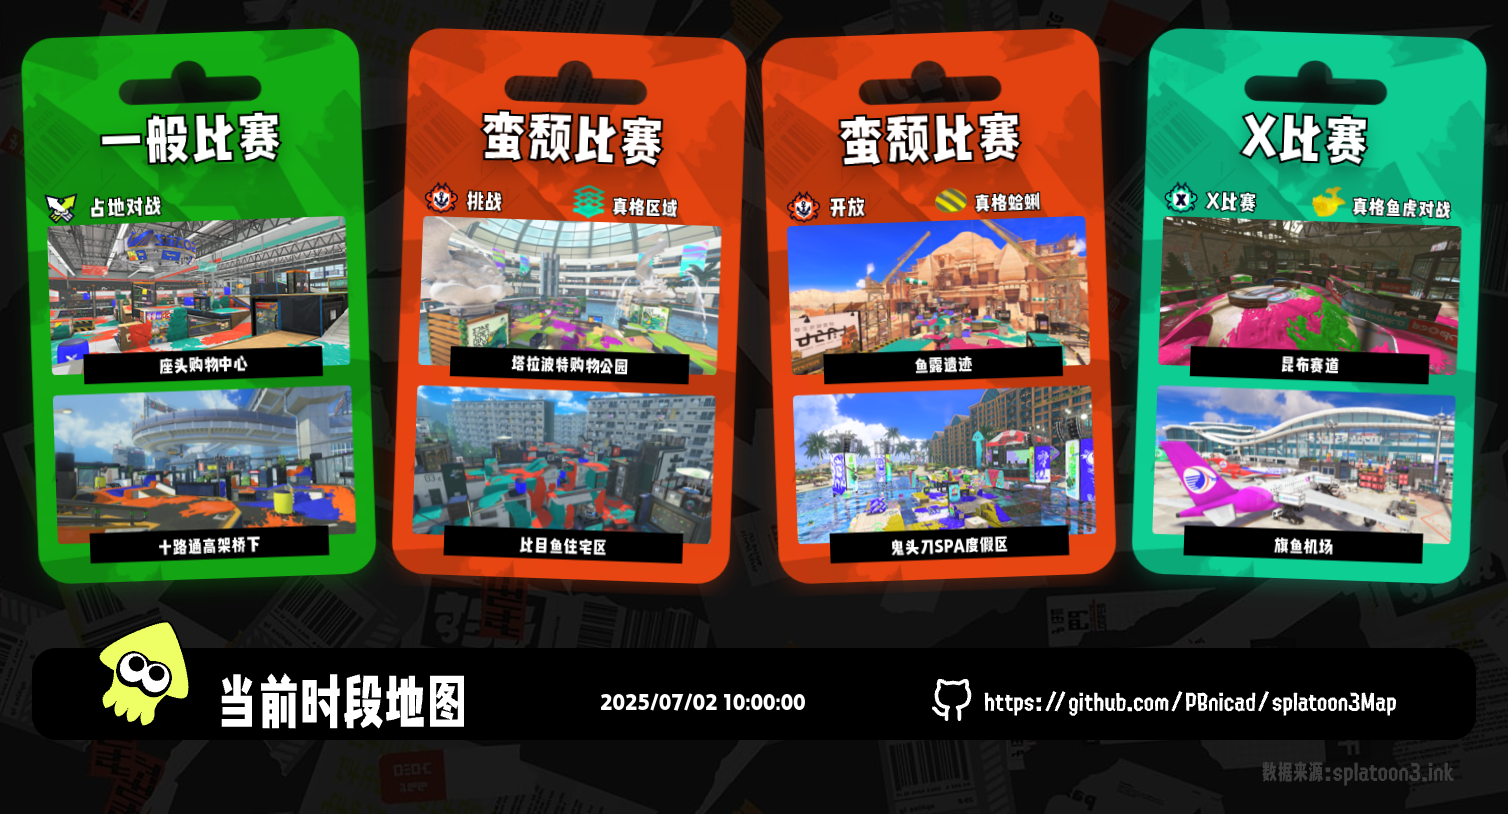 一般比赛
占地对战
座头购物中心
十路通高架桥下
蛮颓比赛
挑战
真格区域
塔拉波特购物公园
比目鱼住宅区
蛮颓比赛
开放
真格蛤蜊
鱼露遗迹
鬼头刀SPA度假区
X比赛
X比赛
真格鱼虎对战
昆布赛道
旗鱼机场
当前时段地图
2025/07/02 10:00:00
https://github.com/PBnicad/splatoon3Map
数据来源:splatoon3.ink